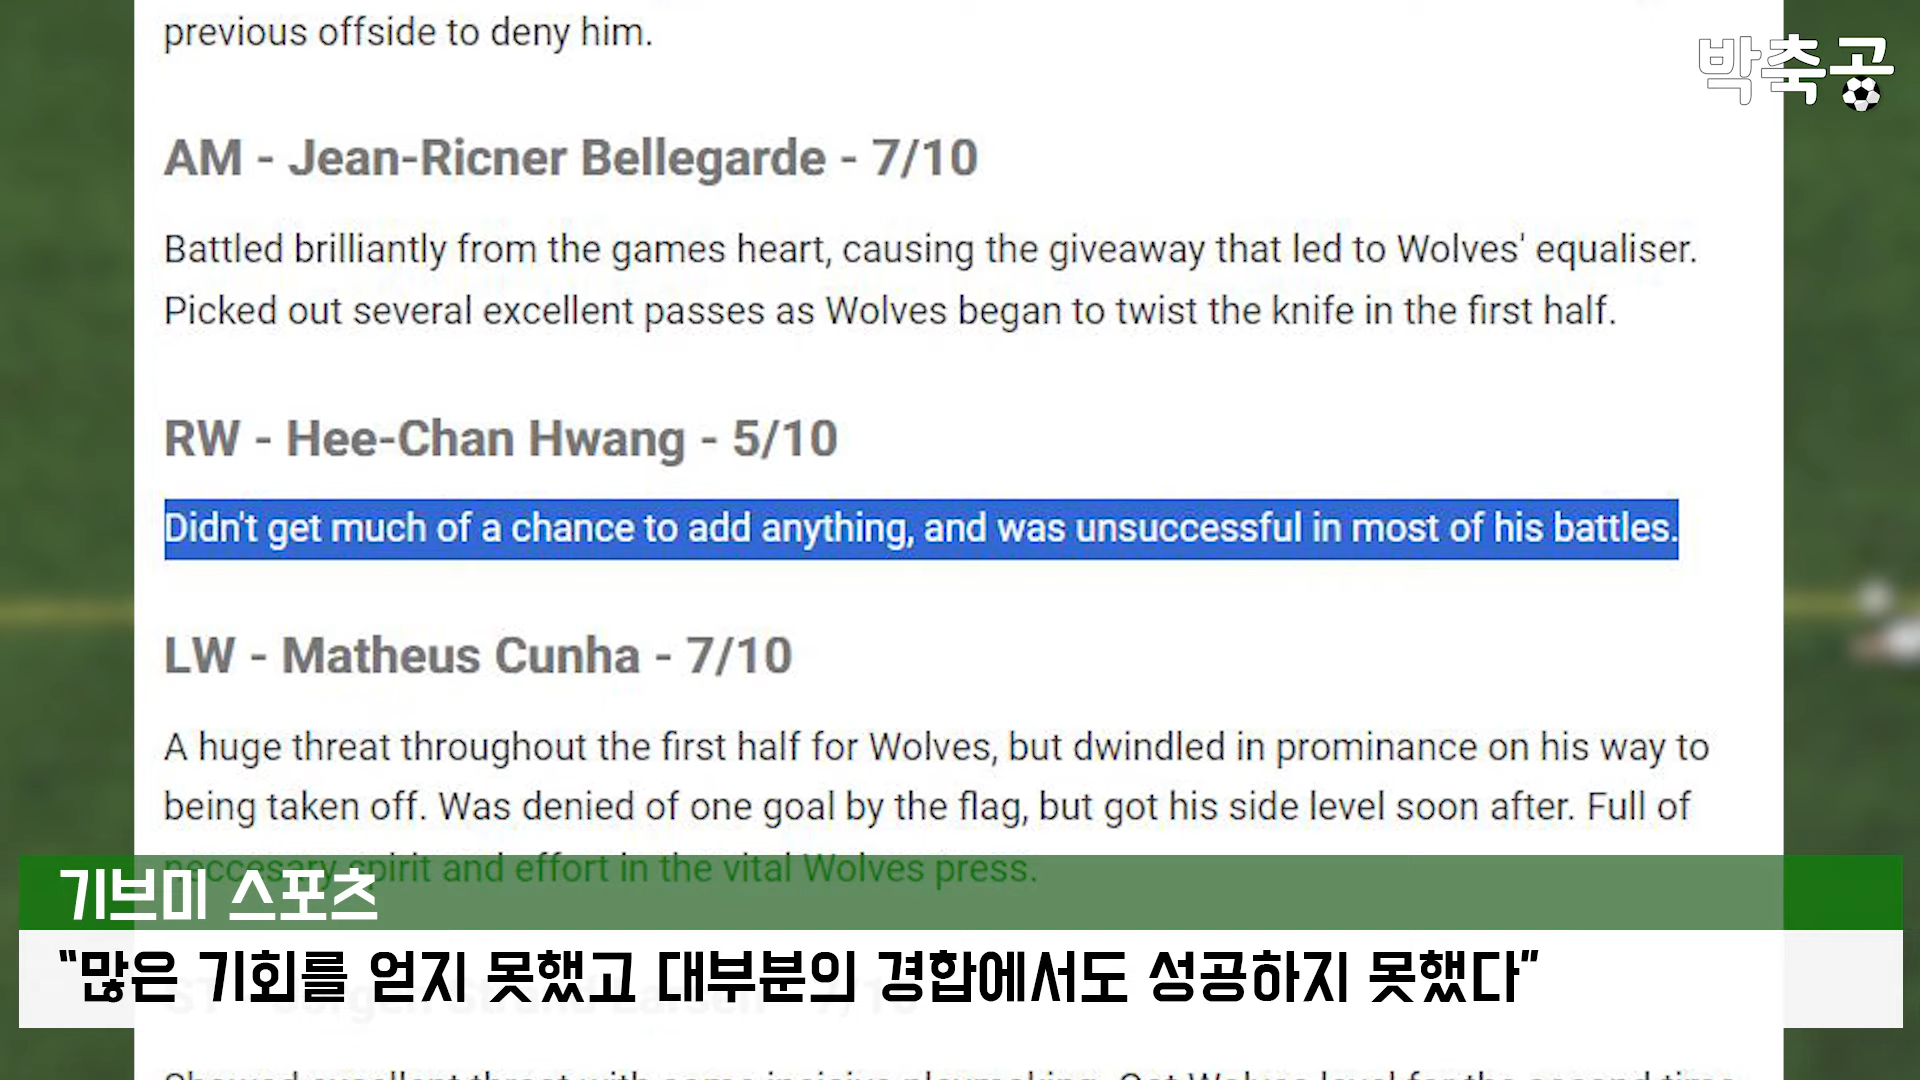 previous offside to deny him.
박축공
AM - Jean-Ricner Bellegarde - 7/10
Battled brilliantly from the games heart, causing the giveaway that led to Wolves' equaliser.
Picked out several excellent passes as Wolves began to twist the knife in the first half.
RW - Hee-Chan Hwang - 5/10
Didn't get much of a chance to add anything, and was unsuccessful in most of his battles.
LW - Matheus Cunha - 7/10
A huge threat throughout the first half for Wolves, but dwindled in prominance on his way to
being taken off. Was denied of one goal by the flag, but got his side level soon after. Full of
neccesary spirit and effort in the vital Wolves press.
기브미 스포츠
“많은 기회를 얻지 못했고 대부분의 경합에서도 성공하지 못했다”